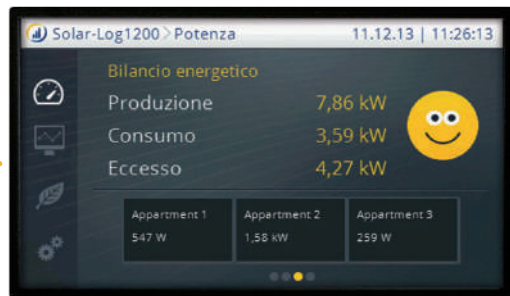 Solar-Log1200 > Potenza 11.12.13 | 11:26:13
Bilancio energetico
Produzione 7,86 kW
Consumo 3,59 kW
Eccesso 4,27 kW
Appartment 1 Appartment 2 Appartment 3
547 W 1,58 kW 259 W